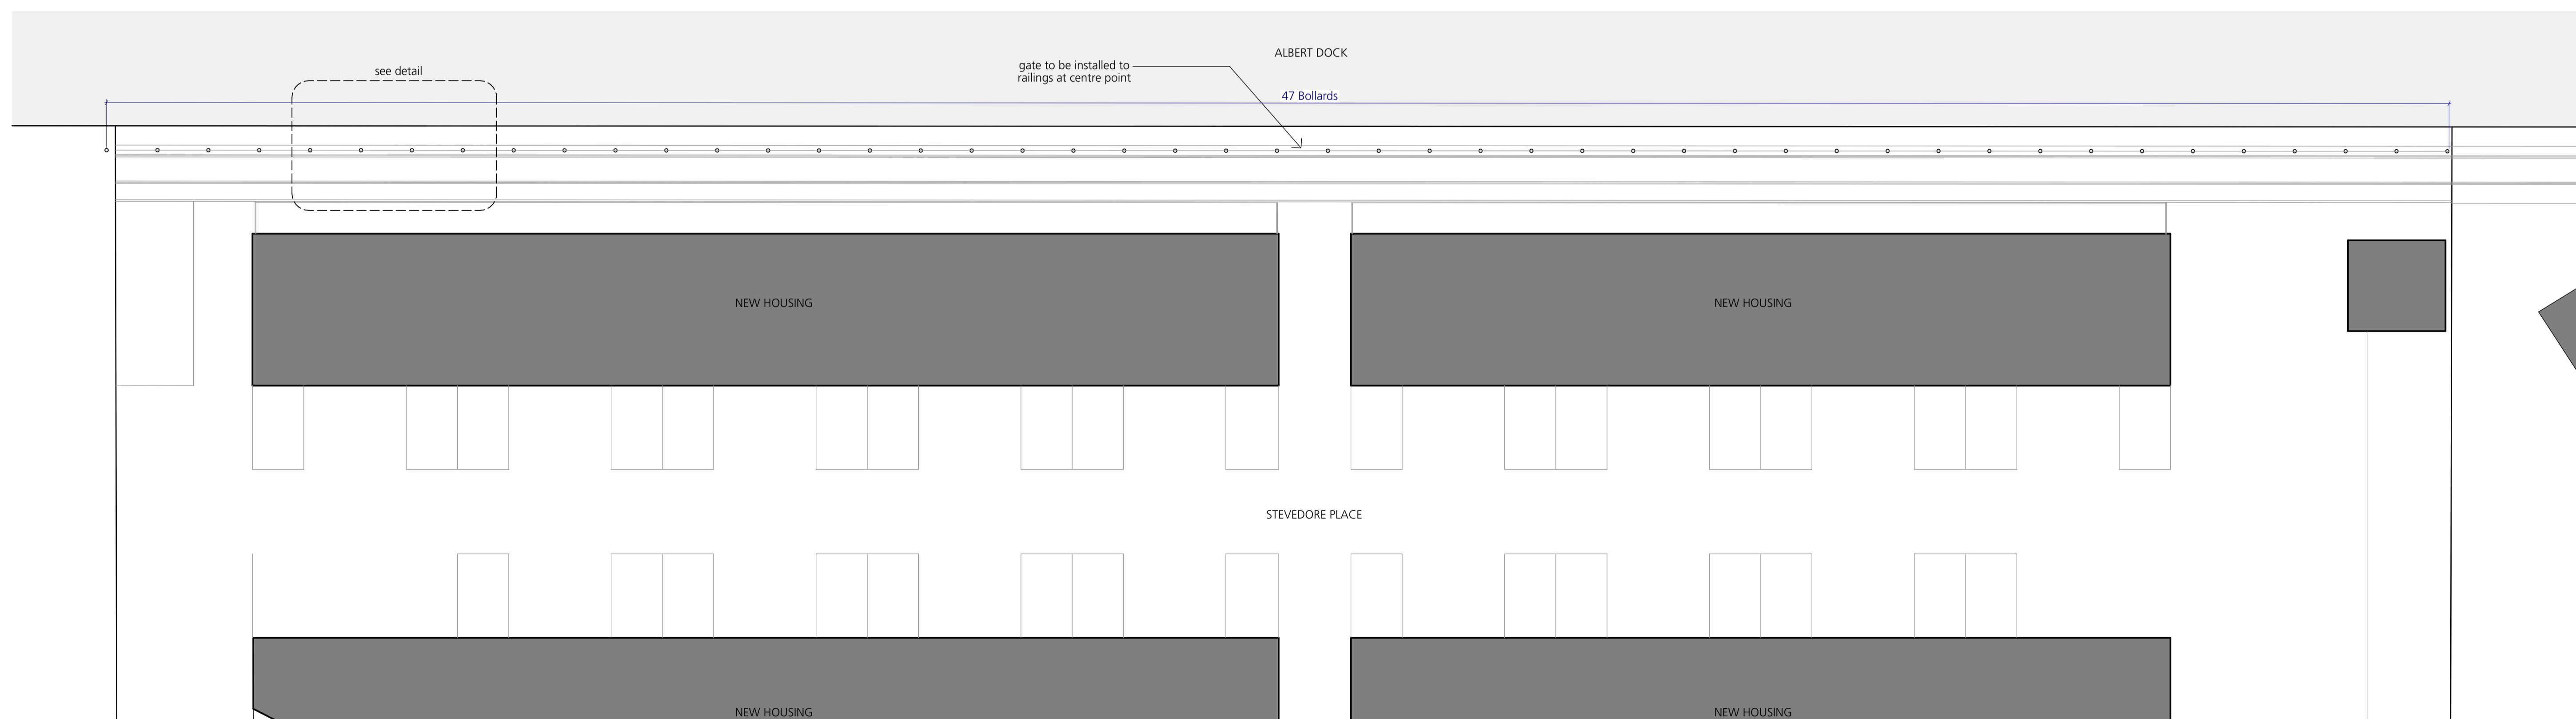 ALBERT DOCK
see detail
gate to be installed to
railings at centre point
47 Bollards
NEW HOUSING
NEW HOUSING
STEVEDORE PLACE
NEW HOUSING
NEW HOUSING